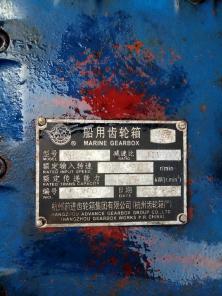 船用齿轮箱
® MARINE GEARBOX
型号 减速比
MODEL RATIO
额定输入转速 r/min
RATED INPUT SPEED
额定传递能力 kW/(r/min)
RATED TRANS. CAPACITY
日期
DATE
杭州前进齿轮箱集团有限公司(杭州齿轮箱厂)
HANGZHOU ADVANCE GEARBOX GROUP CO., LTD
HANGZHOU GEARBOX WORKS P.R. CHINA